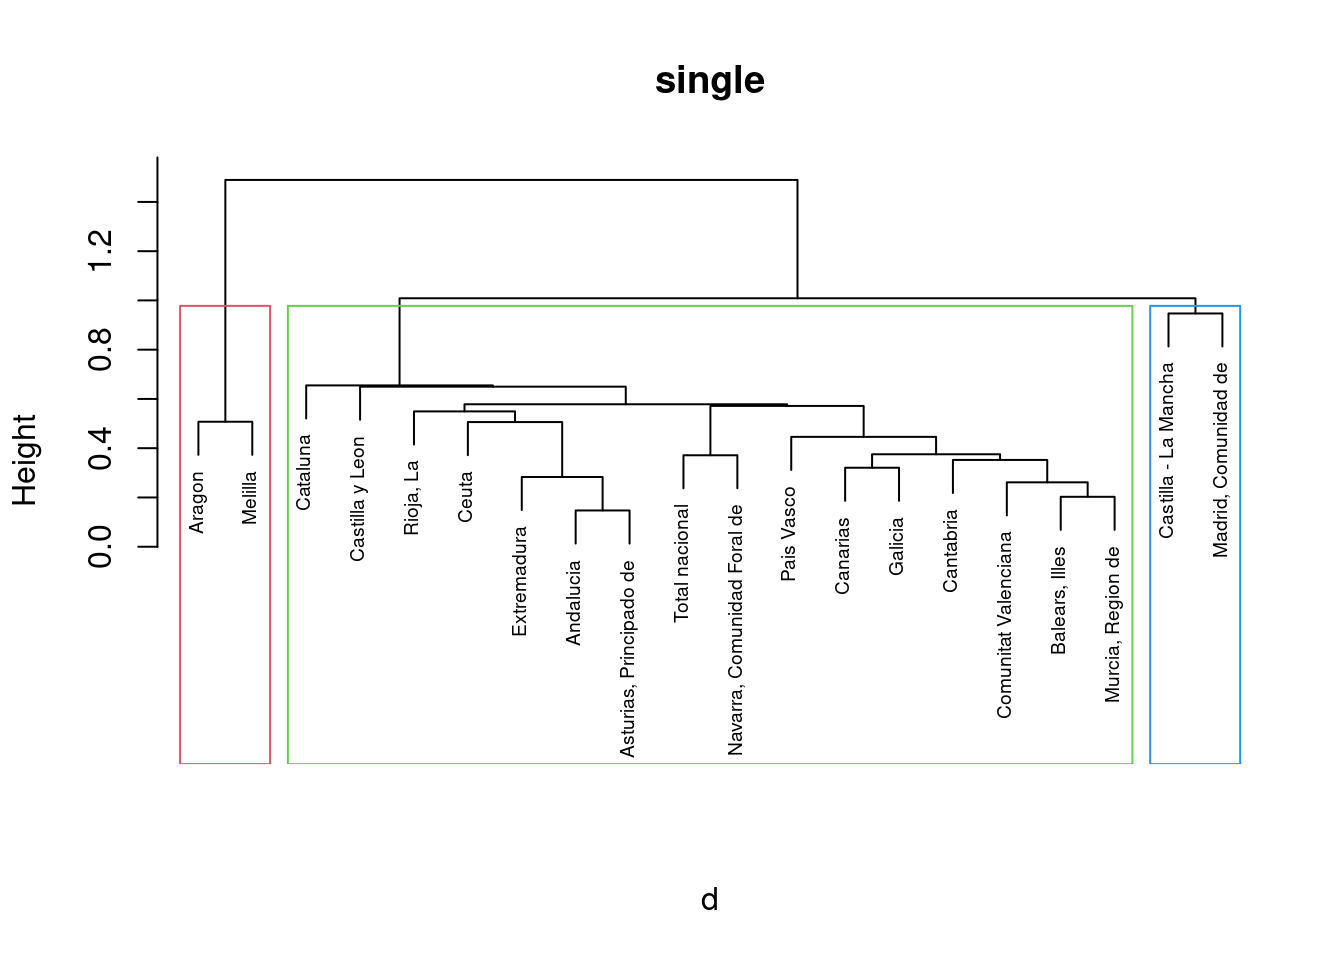 single
Height
1.2
0.8
0.4
0.0
Aragon
Melilla
Cataluna
Castilla y Leon
Rioja, La
Ceuta
Extremadura
Andalucia
Asturias, Principado de
Total nacional
Navarra, Comunidad Foral de
Pais Vasco
Canarias
Galicia
Cantabria
Comunitat Valenciana
Balears, Illes
Murcia, Region de
Castilla - La Mancha
Madrid, Comunidad de
d